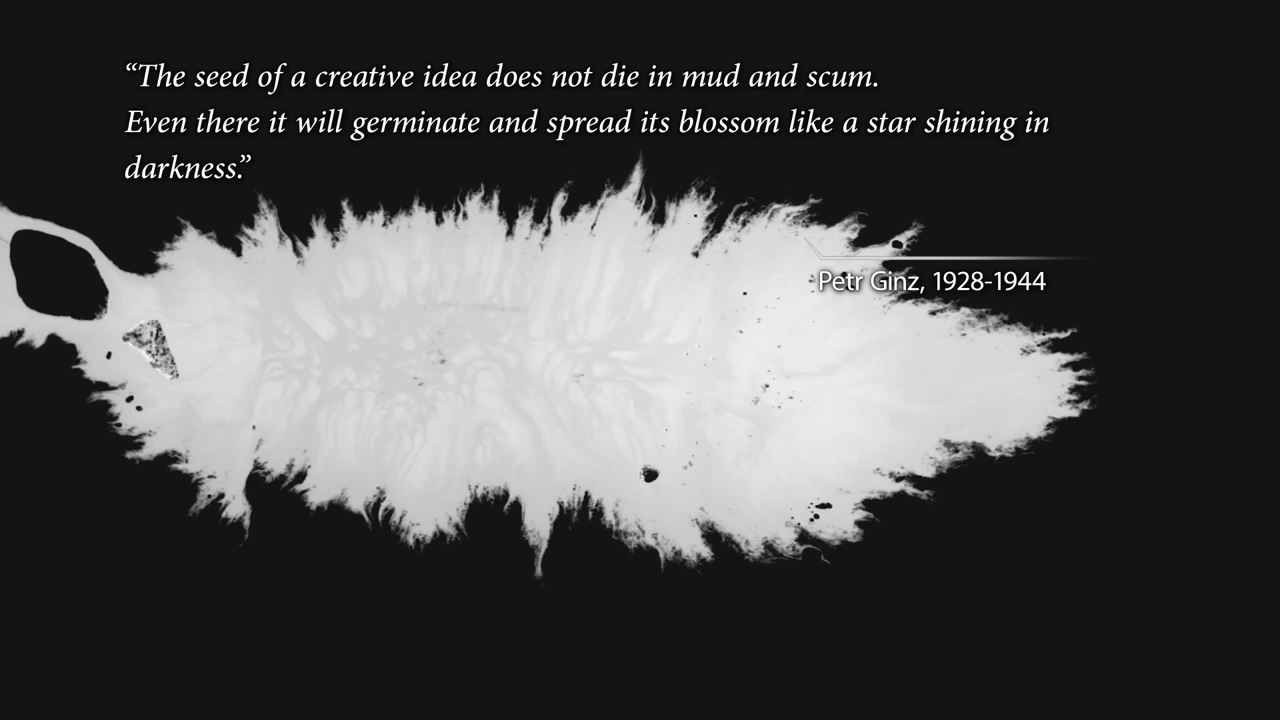 “The seed of a creative idea does not die in mud and scum.
Even there it will germinate and spread its blossom like a star shining in
darkness.”
Petr Ginz, 1928-1944